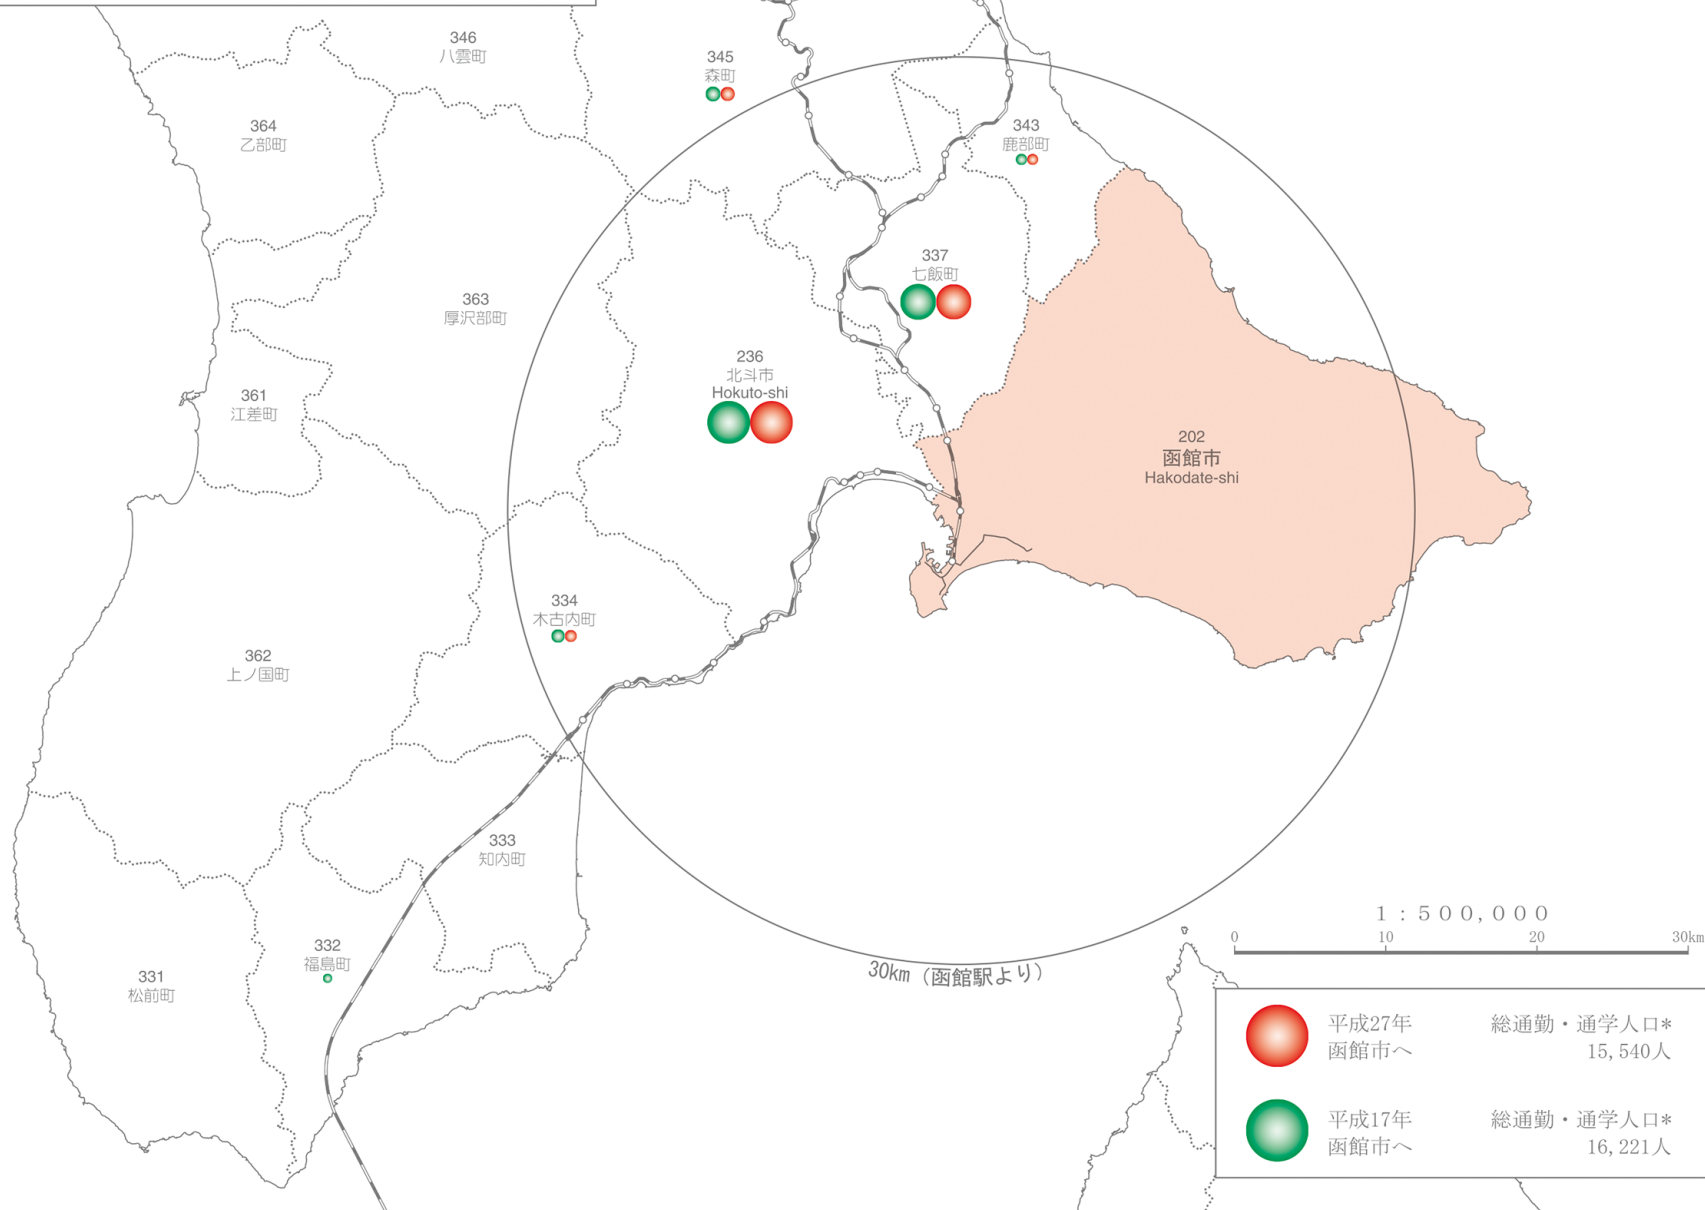 346
八雲町
345
森町
364
乙部町
343
鹿部町
337
七飯町
363
厚沢部町
236
北斗市
Hokuto-shi
361
江差町
202
函館市
Hakodate-shi
334
木古内町
362
上ノ国町
333
知内町
332
福島町
331
松前町
30km（函館駅より）
1：500,000
0 10 20 30km
平成27年 総通勤・通学人口*
函館市へ 15,540人
平成17年 総通勤・通学人口*
函館市へ 16,221人